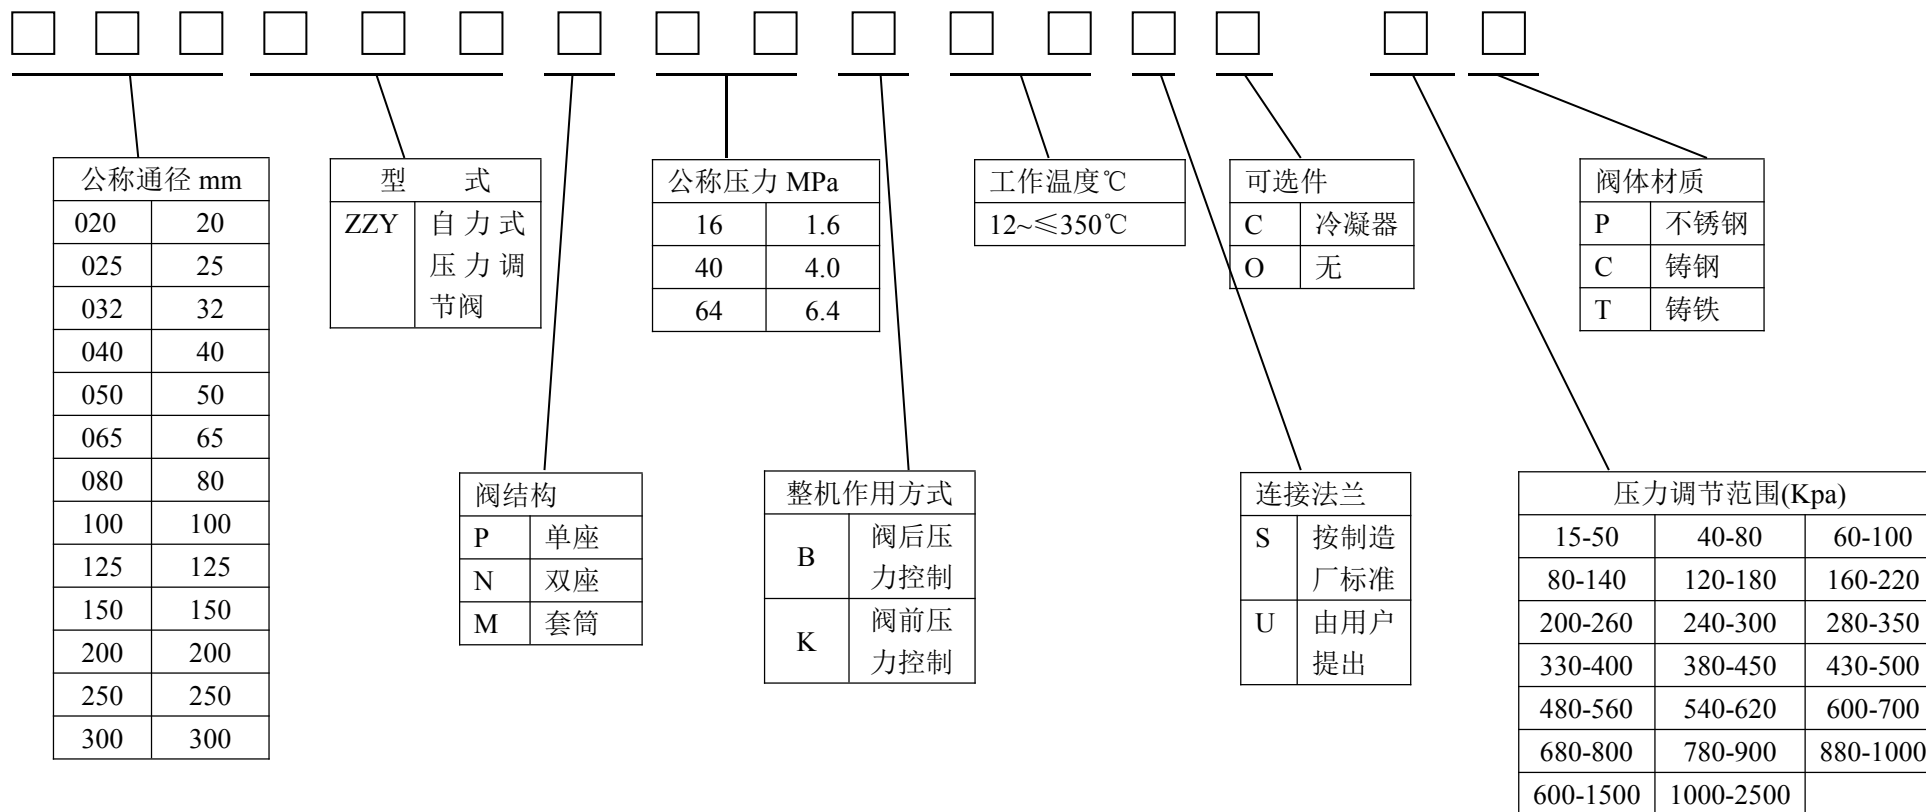 公称通径 mm
020 20
025 25
032 32
040 40
050 50
065 65
080 80
100 100
125 125
150 150
200 200
250 250
300 300
型 式
ZZY 自力式
压力调
节阀
公称压力 MPa
16 1.6
40 4.0
64 6.4
工作温度℃
12~≤350℃
可选件
C 冷凝器
O 无
阀体材质
P 不锈钢
C 铸钢
T 铸铁
阀结构
P 单座
N 双座
M 套筒
整机作用方式
B 阀后压
力控制
K 阀前压
力控制
连接法兰
S 按制造
厂标准
U 由用户
提出
压力调节范围(Kpa)
15-50 40-80 60-100
80-140 120-180 160-220
200-260 240-300 280-350
330-400 380-450 430-500
480-560 540-620 600-700
680-800 780-900 880-1000
600-1500 1000-2500